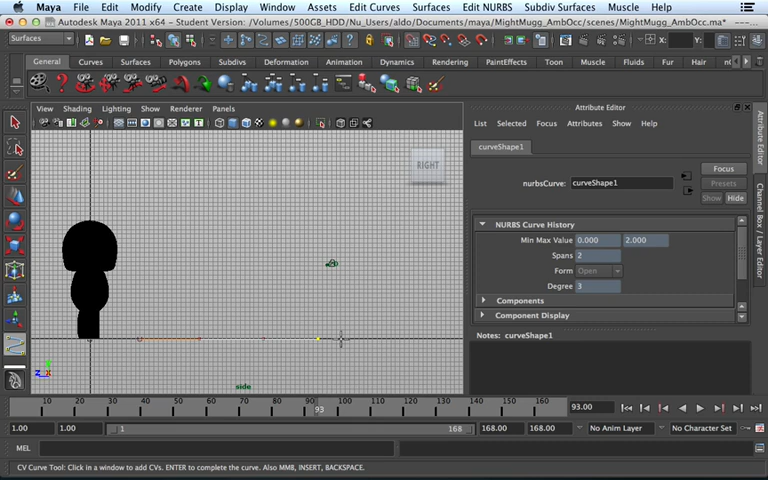 Maya File Edit Modify Create Display Window Assets Edit Curves Surfaces Edit NURBS Subdiv Surfaces Muscle Help
Autodesk Maya 2011 x64 - Student Version: /Volumes/500GB_HDD/Nu_Users/aldo/Documents/maya/MightMugg_AmbOcc/scenes/MightMugg_AmbOcc.ma*
Surfaces
X: Y:
General Curves Surfaces Polygons Subdivs Deformation Animation Dynamics Rendering PaintEffects Toon Muscle Fluids Fur Hair
View Shading Lighting Show Renderer Panels
Attribute Editor
List Selected Focus Attributes Show Help
curveShape1
Focus
nurbsCurve: curveShape1
Presets
Show Hide
NURBS Curve History
Min Max Value 0.000 2.000
Spans 2
Form Open
Degree 3
Components
Component Display
Notes: curveShape1
Attribute Editor
Channel Box / Layer Editor
RIGHT
side
10 20 30 40 50 60 70 80 93 100 110 120 130 140 150 160
93.00
1.00 1.00 1 168 168.00 168.00 No Anim Layer No Character Set
MEL
CV Curve Tool: Click in a window to add CVs. ENTER to complete the curve. Also MMB, INSERT, BACKSPACE.